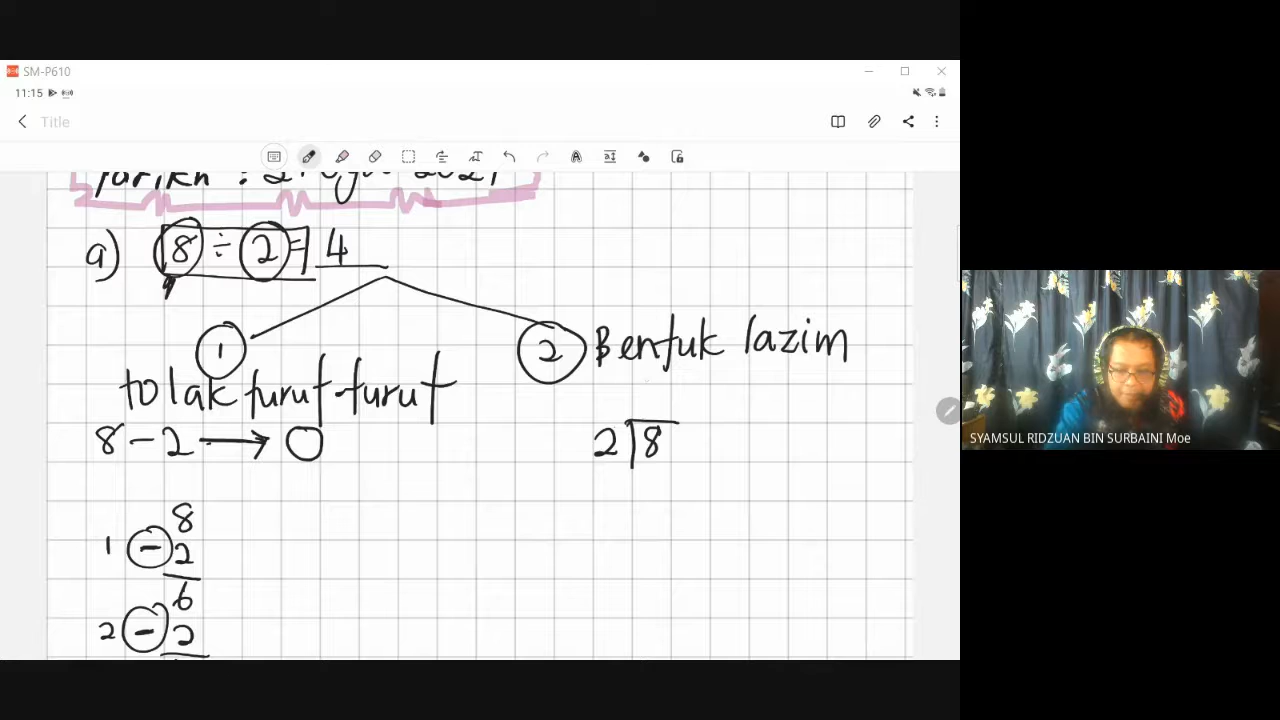 SM-P610
11:15
Title
a) 8 ÷ 2 = 4
1
2 Bentuk lazim
tolak turut-turut
8 - 2 → 0
2 8
8
1 - 2
6
2 - 2
SYAMSUL RIDZUAN BIN SURBAINI Moe